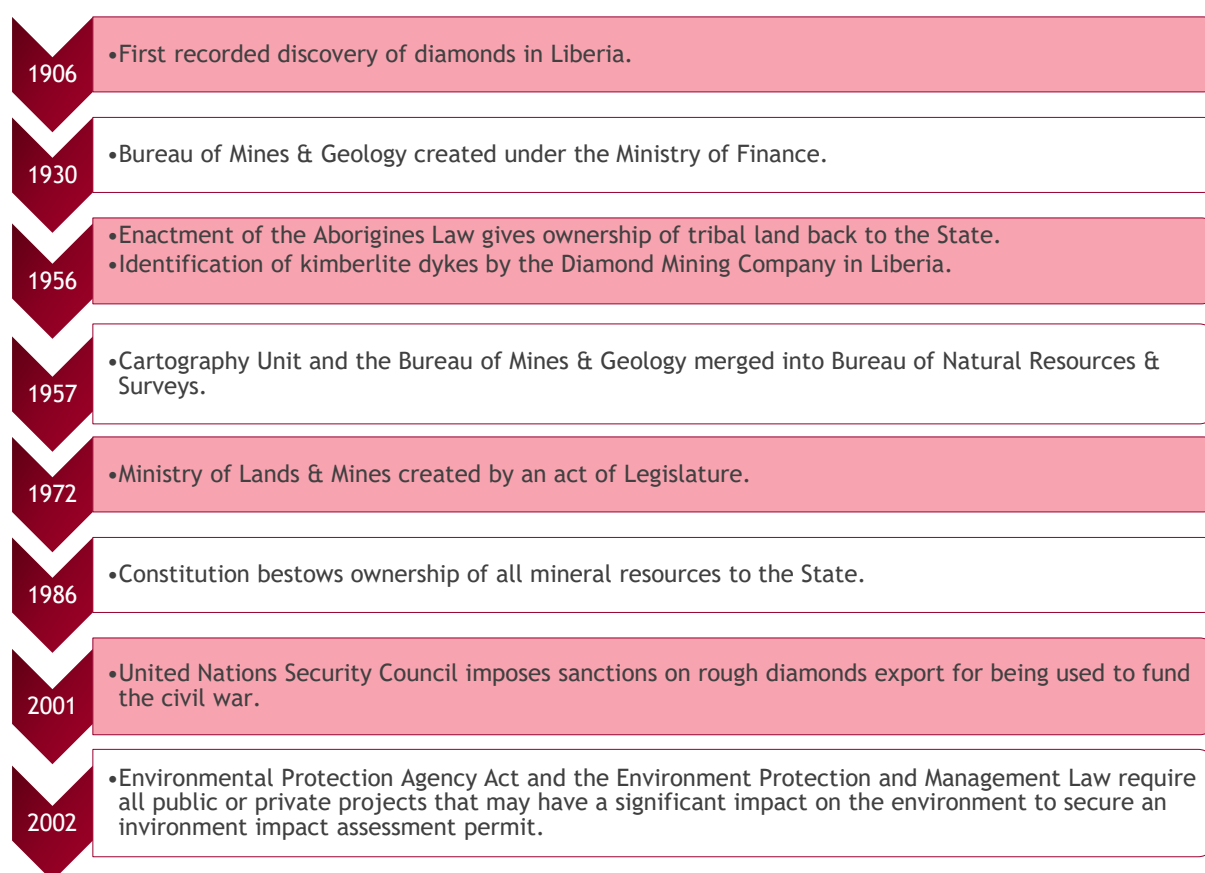 1906
•First recorded discovery of diamonds in Liberia.
1930
•Bureau of Mines & Geology created under the Ministry of Finance.
1956
•Enactment of the Aborigines Law gives ownership of tribal land back to the State.
•Identification of kimberlite dykes by the Diamond Mining Company in Liberia.
1957
•Cartography Unit and the Bureau of Mines & Geology merged into Bureau of Natural Resources &
Surveys.
1972
•Ministry of Lands & Mines created by an act of Legislature.
1986
•Constitution bestows ownership of all mineral resources to the State.
2001
•United Nations Security Council imposes sanctions on rough diamonds export for being used to fund
the civil war.
2002
•Environmental Protection Agency Act and the Environment Protection and Management Law require
all public or private projects that may have a significant impact on the environment to secure an
invironment impact assessment permit.